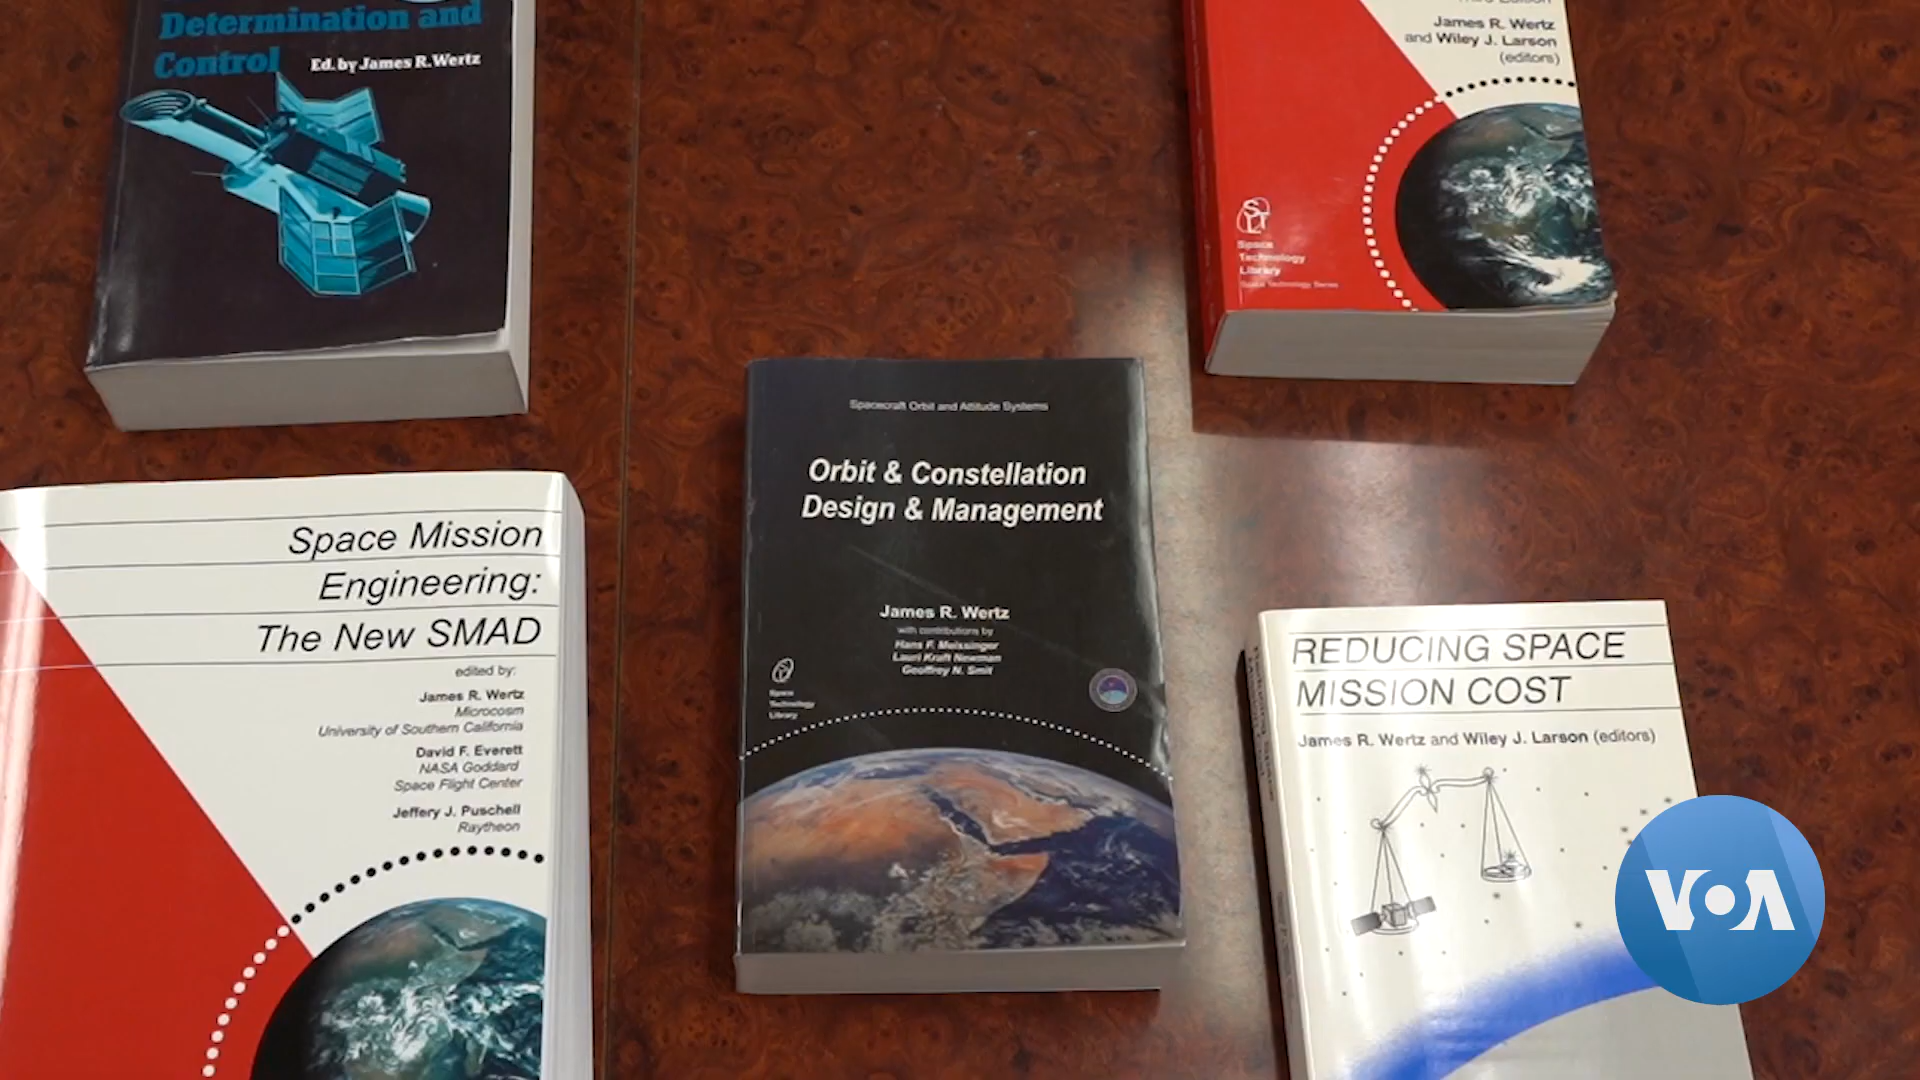 Determination and
Control
Ed. by James R. Wertz
James R. Wertz
and Wiley J. Larson
(editors)
Space
Technology
Library
Space Technology Series
Spacecraft Orbit and Attitude Systems
Orbit & Constellation
Design & Management
James R. Wertz
with contributions by
Hans F. Meissinger
Lauri Kraft Newman
Geoffrey N. Smit
Space
Technology
Library
Space Mission
Engineering:
The New SMAD
edited by:
James R. Wertz
Microcosm
University of Southern California
David F. Everett
NASA Goddard
Space Flight Center
Jeffery J. Puschell
Raytheon
REDUCING SPACE
MISSION COST
James R. Wertz and Wiley J. Larson (editors)
VOA